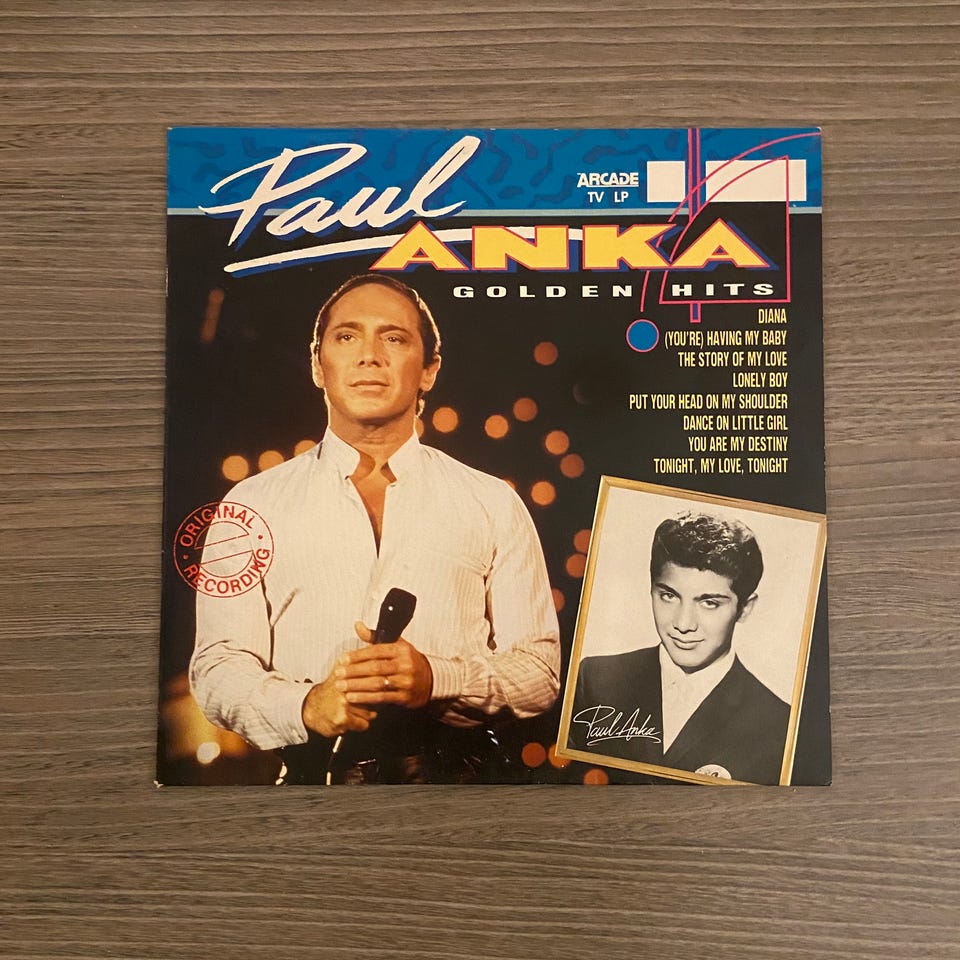 Paul
ANKA
GOLDEN HITS
ARCADE
TV LP
DIANA
(YOU'RE) HAVING MY BABY
THE STORY OF MY LOVE
LONELY BOY
PUT YOUR HEAD ON MY SHOULDER
DANCE ON LITTLE GIRL
YOU ARE MY DESTINY
TONIGHT, MY LOVE, TONIGHT
ORIGINAL
RECORDING
Paul Anka